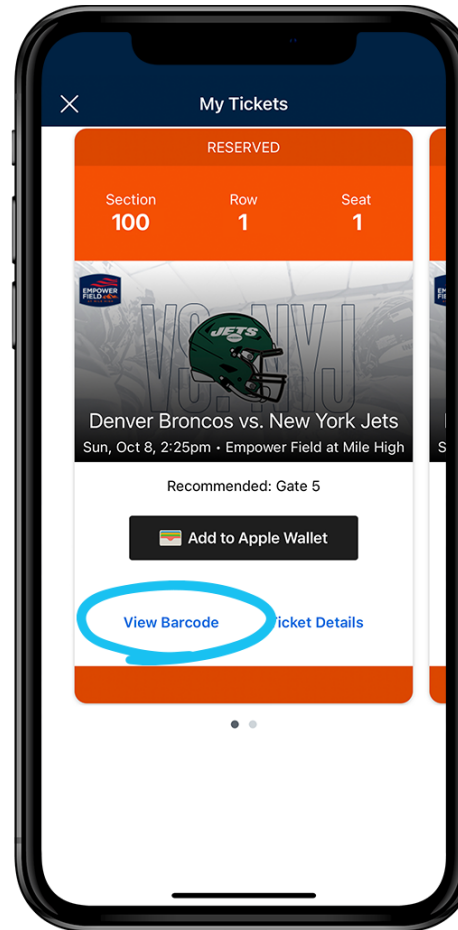 My Tickets
RESERVED
Section Row Seat
100 1 1
EMPOWER
FIELD
VS. NYJ
JETS
Denver Broncos vs. New York Jets
Sun, Oct 8, 2:25pm • Empower Field at Mile High
Recommended: Gate 5
Add to Apple Wallet
View Barcode Ticket Details